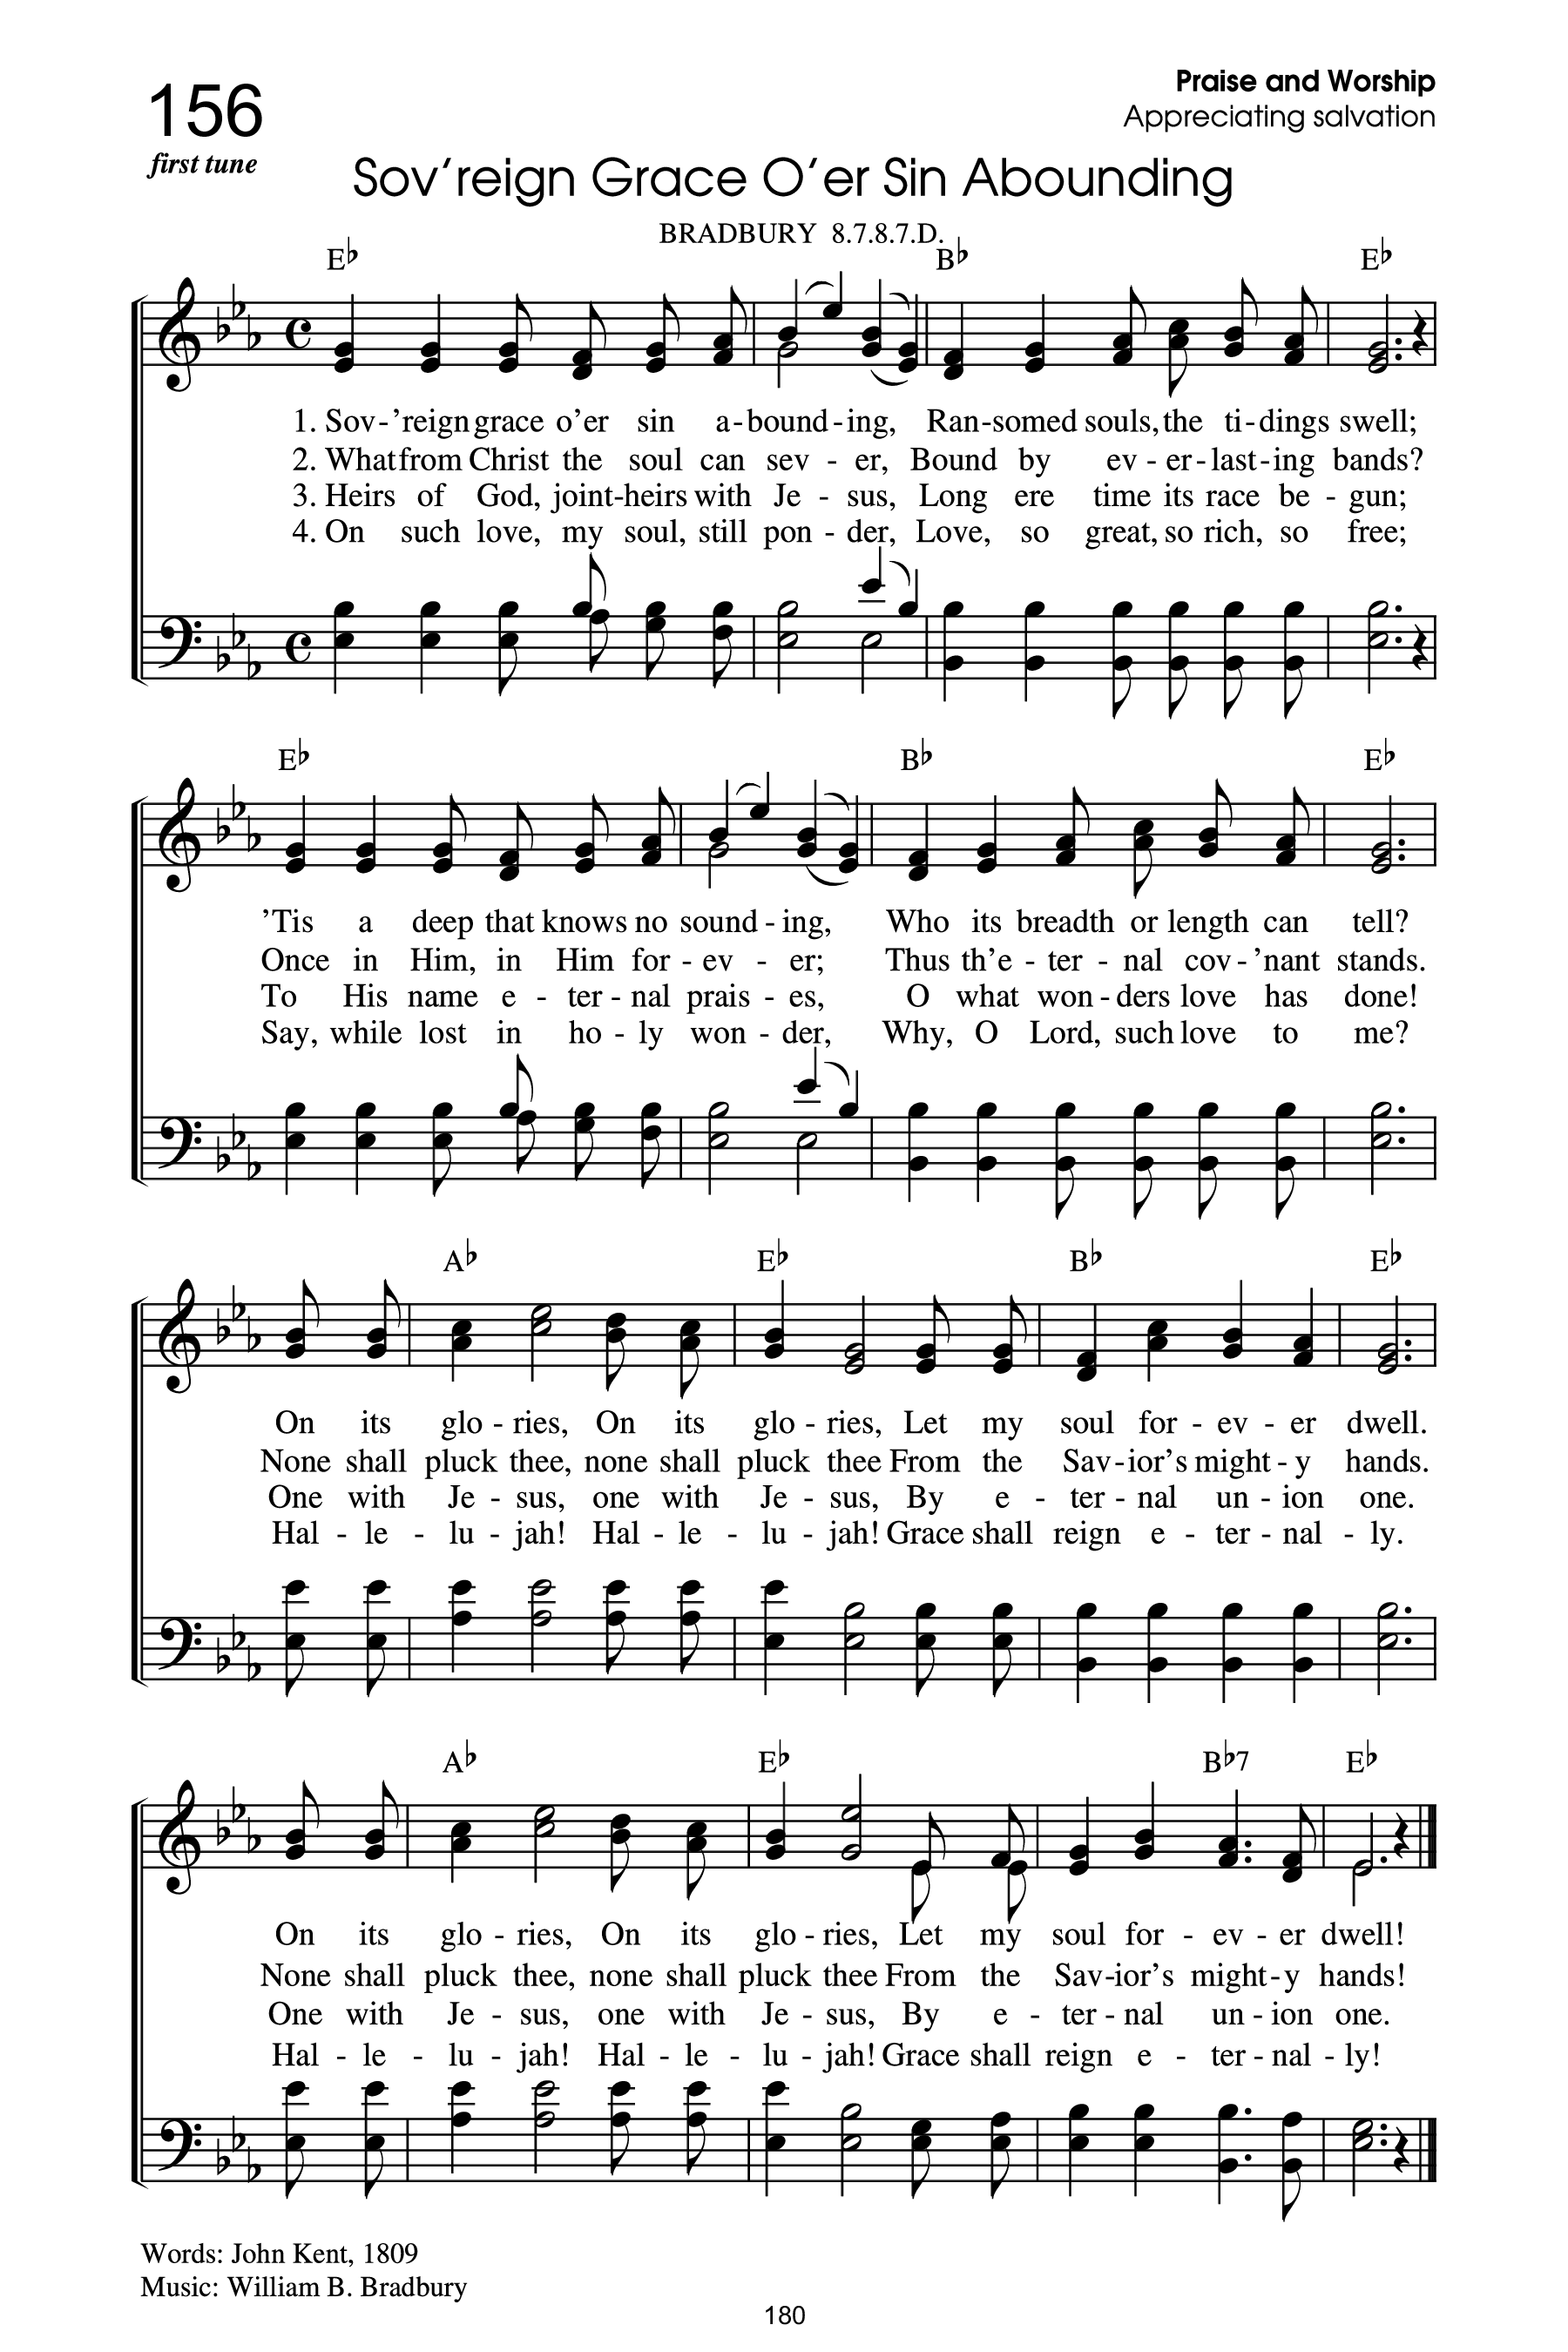 156
first tune
Praise and Worship
Appreciating salvation
Sov'reign Grace O'er Sin Abounding
BRADBURY 8.7.8.7.D.
E♭ B♭ E♭
1. Sov-’reign grace o’er sin a-bound-ing, Ran-somed souls, the ti-dings swell;
2. What from Christ the soul can sev - er, Bound by ev - er-last-ing bands?
3. Heirs of God, joint-heirs with Je - sus, Long ere time its race be - gun;
4. On such love, my soul, still pon - der, Love, so great, so rich, so free;
E♭ B♭ E♭
’Tis a deep that knows no sound - ing, Who its breadth or length can tell?
Once in Him, in Him for - ev - er; Thus th’e - ter - nal cov-’nant stands.
To His name e - ter - nal prais - es, O what won - ders love has done!
Say, while lost in ho - ly won - der, Why, O Lord, such love to me?
A♭ E♭ B♭ E♭
On its glo - ries, On its glo - ries, Let my soul for - ev - er dwell.
None shall pluck thee, none shall pluck thee From the Sav-ior’s might - y hands.
One with Je - sus, one with Je - sus, By e - ter - nal un - ion one.
Hal - le - lu - jah! Hal - le - lu - jah! Grace shall reign e - ter - nal - ly.
A♭ E♭ B♭7 E♭
On its glo - ries, On its glo - ries, Let my soul for - ev - er dwell!
None shall pluck thee, none shall pluck thee From the Sav-ior’s might-y hands!
One with Je - sus, one with Je - sus, By e - ter - nal un - ion one.
Hal - le - lu - jah! Hal - le - lu - jah! Grace shall reign e - ter - nal - ly!
Words: John Kent, 1809
Music: William B. Bradbury
180